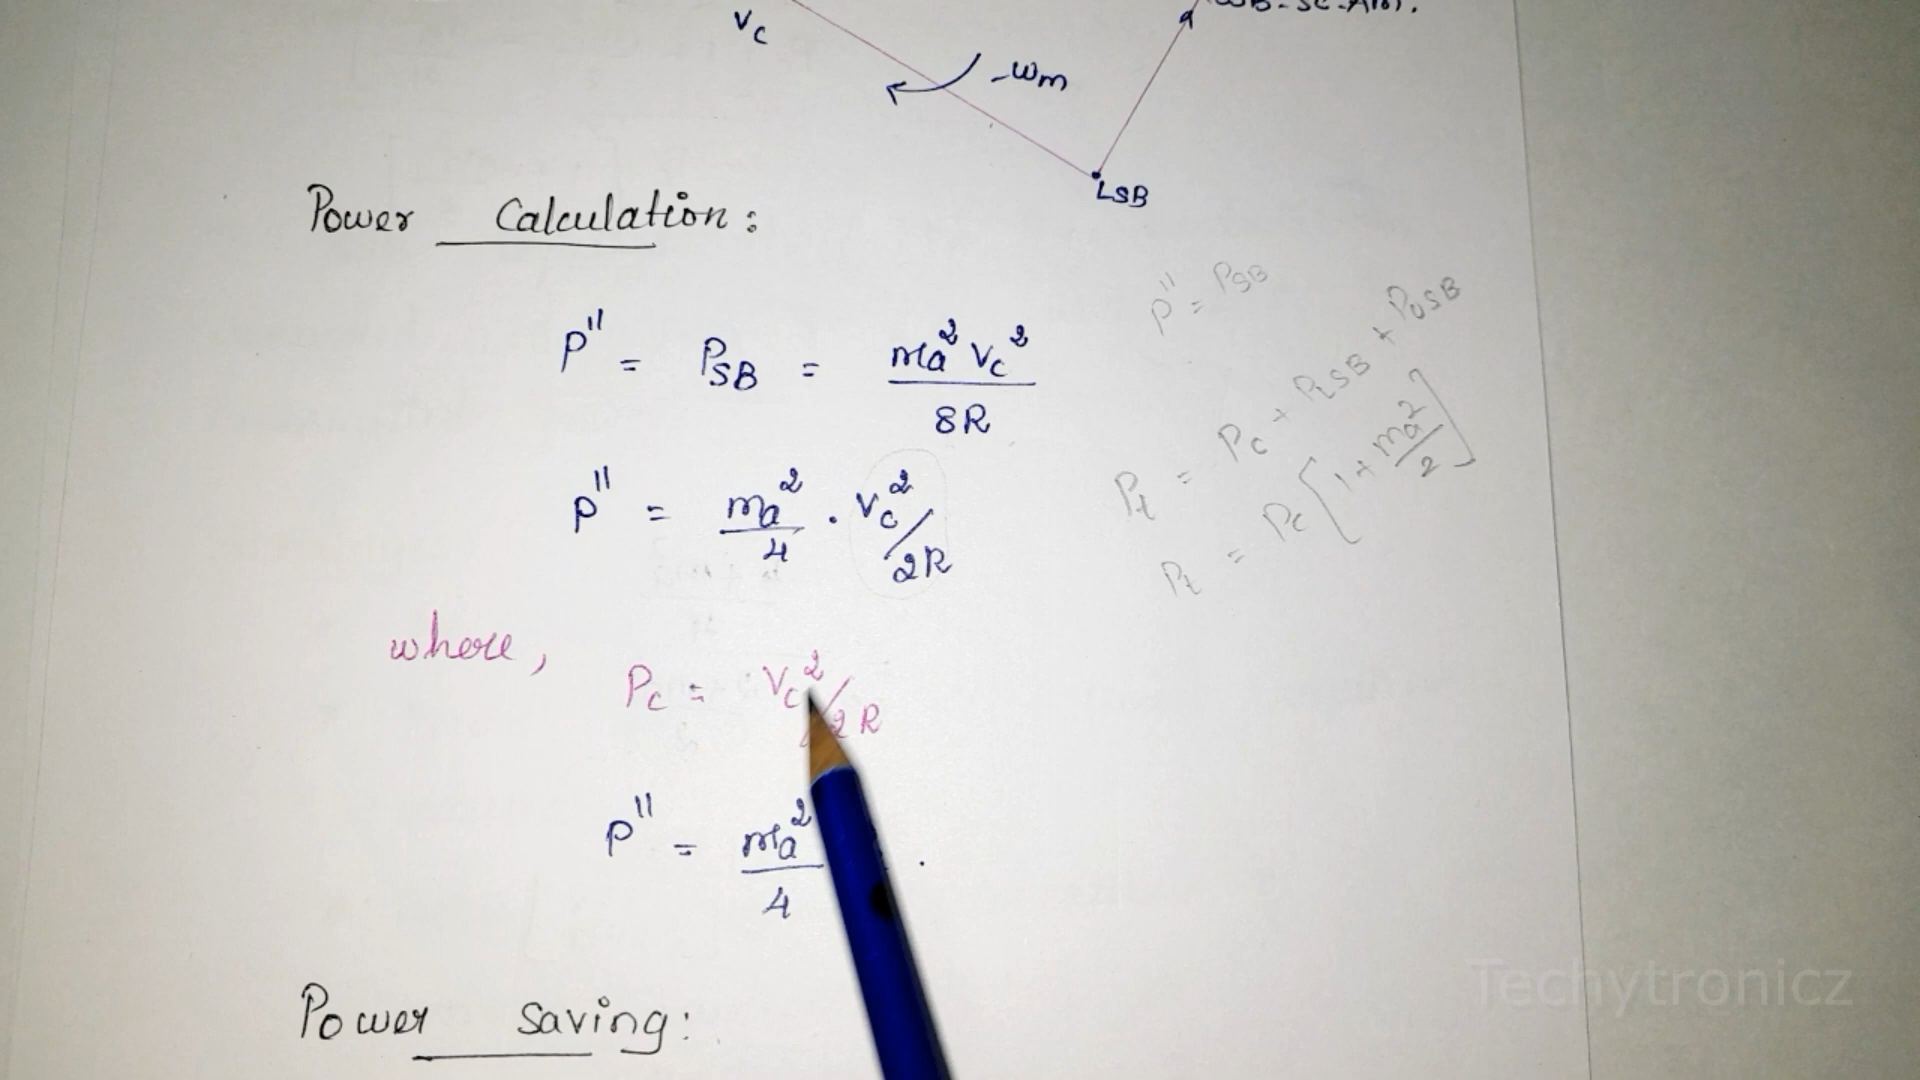 Vc
-ωm
LSB
Power Calculation:
P'' = PSB
P'' = PSB = ma² Vc² / 8R
Pt = Pc + PLSB + PUSB
Pt = Pc [1 + ma²/2]
P'' = ma²/4 . Vc²/2R
where,
Pc = Vc²/2R
P'' = ma²/4 .
Power saving:
Techytronicz